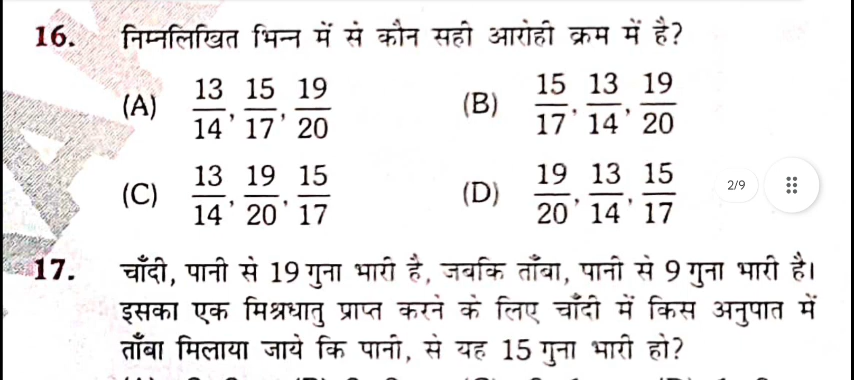 16. निम्नलिखित भिन्न में से कौन सही आरोही क्रम में है?
(A) 13/14, 15/17, 19/20 (B) 15/17, 13/14, 19/20
(C) 13/14, 19/20, 15/17 (D) 19/20, 13/14, 15/17
2/9
17. चाँदी, पानी से 19 गुना भारी है, जबकि ताँबा, पानी से 9 गुना भारी है।
इसका एक मिश्रधातु प्राप्त करने के लिए चाँदी में किस अनुपात में
ताँबा मिलाया जाये कि पानी, से यह 15 गुना भारी हो?